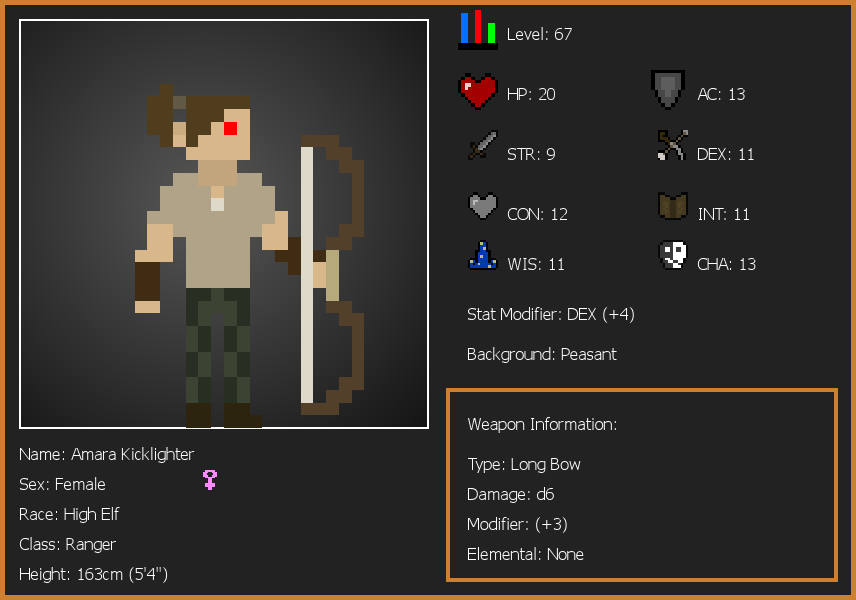 Level: 67
HP: 20
AC: 13
STR: 9
DEX: 11
CON: 12
INT: 11
WIS: 11
CHA: 13
Stat Modifier: DEX (+4)
Background: Peasant
Weapon Information:
Type: Long Bow
Damage: d6
Modifier: (+3)
Elemental: None
Name: Amara Kicklighter
Sex: Female
Race: High Elf
Class: Ranger
Height: 163cm (5'4")